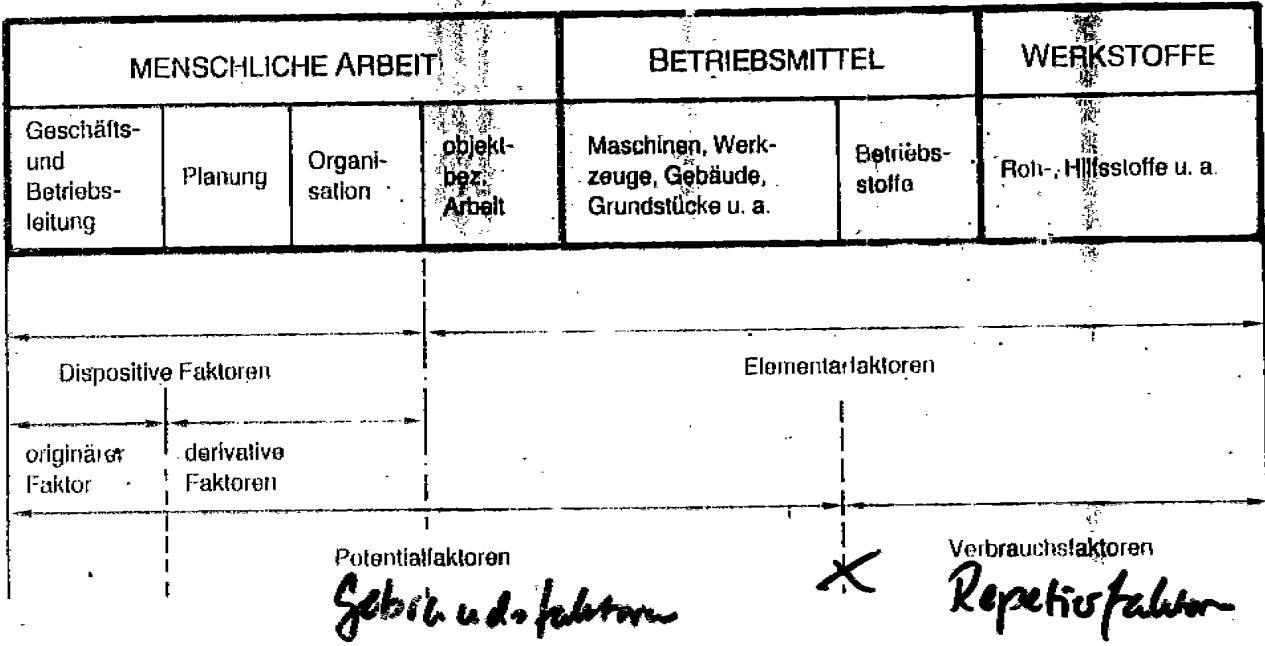 MENSCHLICHE ARBEIT
BETRIEBSMITTEL
WERKSTOFFE
Geschäfts-
und
Betriebs-
leitung
Planung
Organi-
sation
objekt-
bez.
Arbeit
Maschinen, Werk-
zeuge, Gebäude,
Grundstücke u. a.
Betriebs-
stoffe
Roh-, Hilfsstoffe u. a.
Dispositive Faktoren
Elementarfaktoren
originärer
Faktor
derivative
Faktoren
Potentialfaktoren
Verbrauchsfaktoren
Gebrauchsfaktoren
Repetierfaktoren